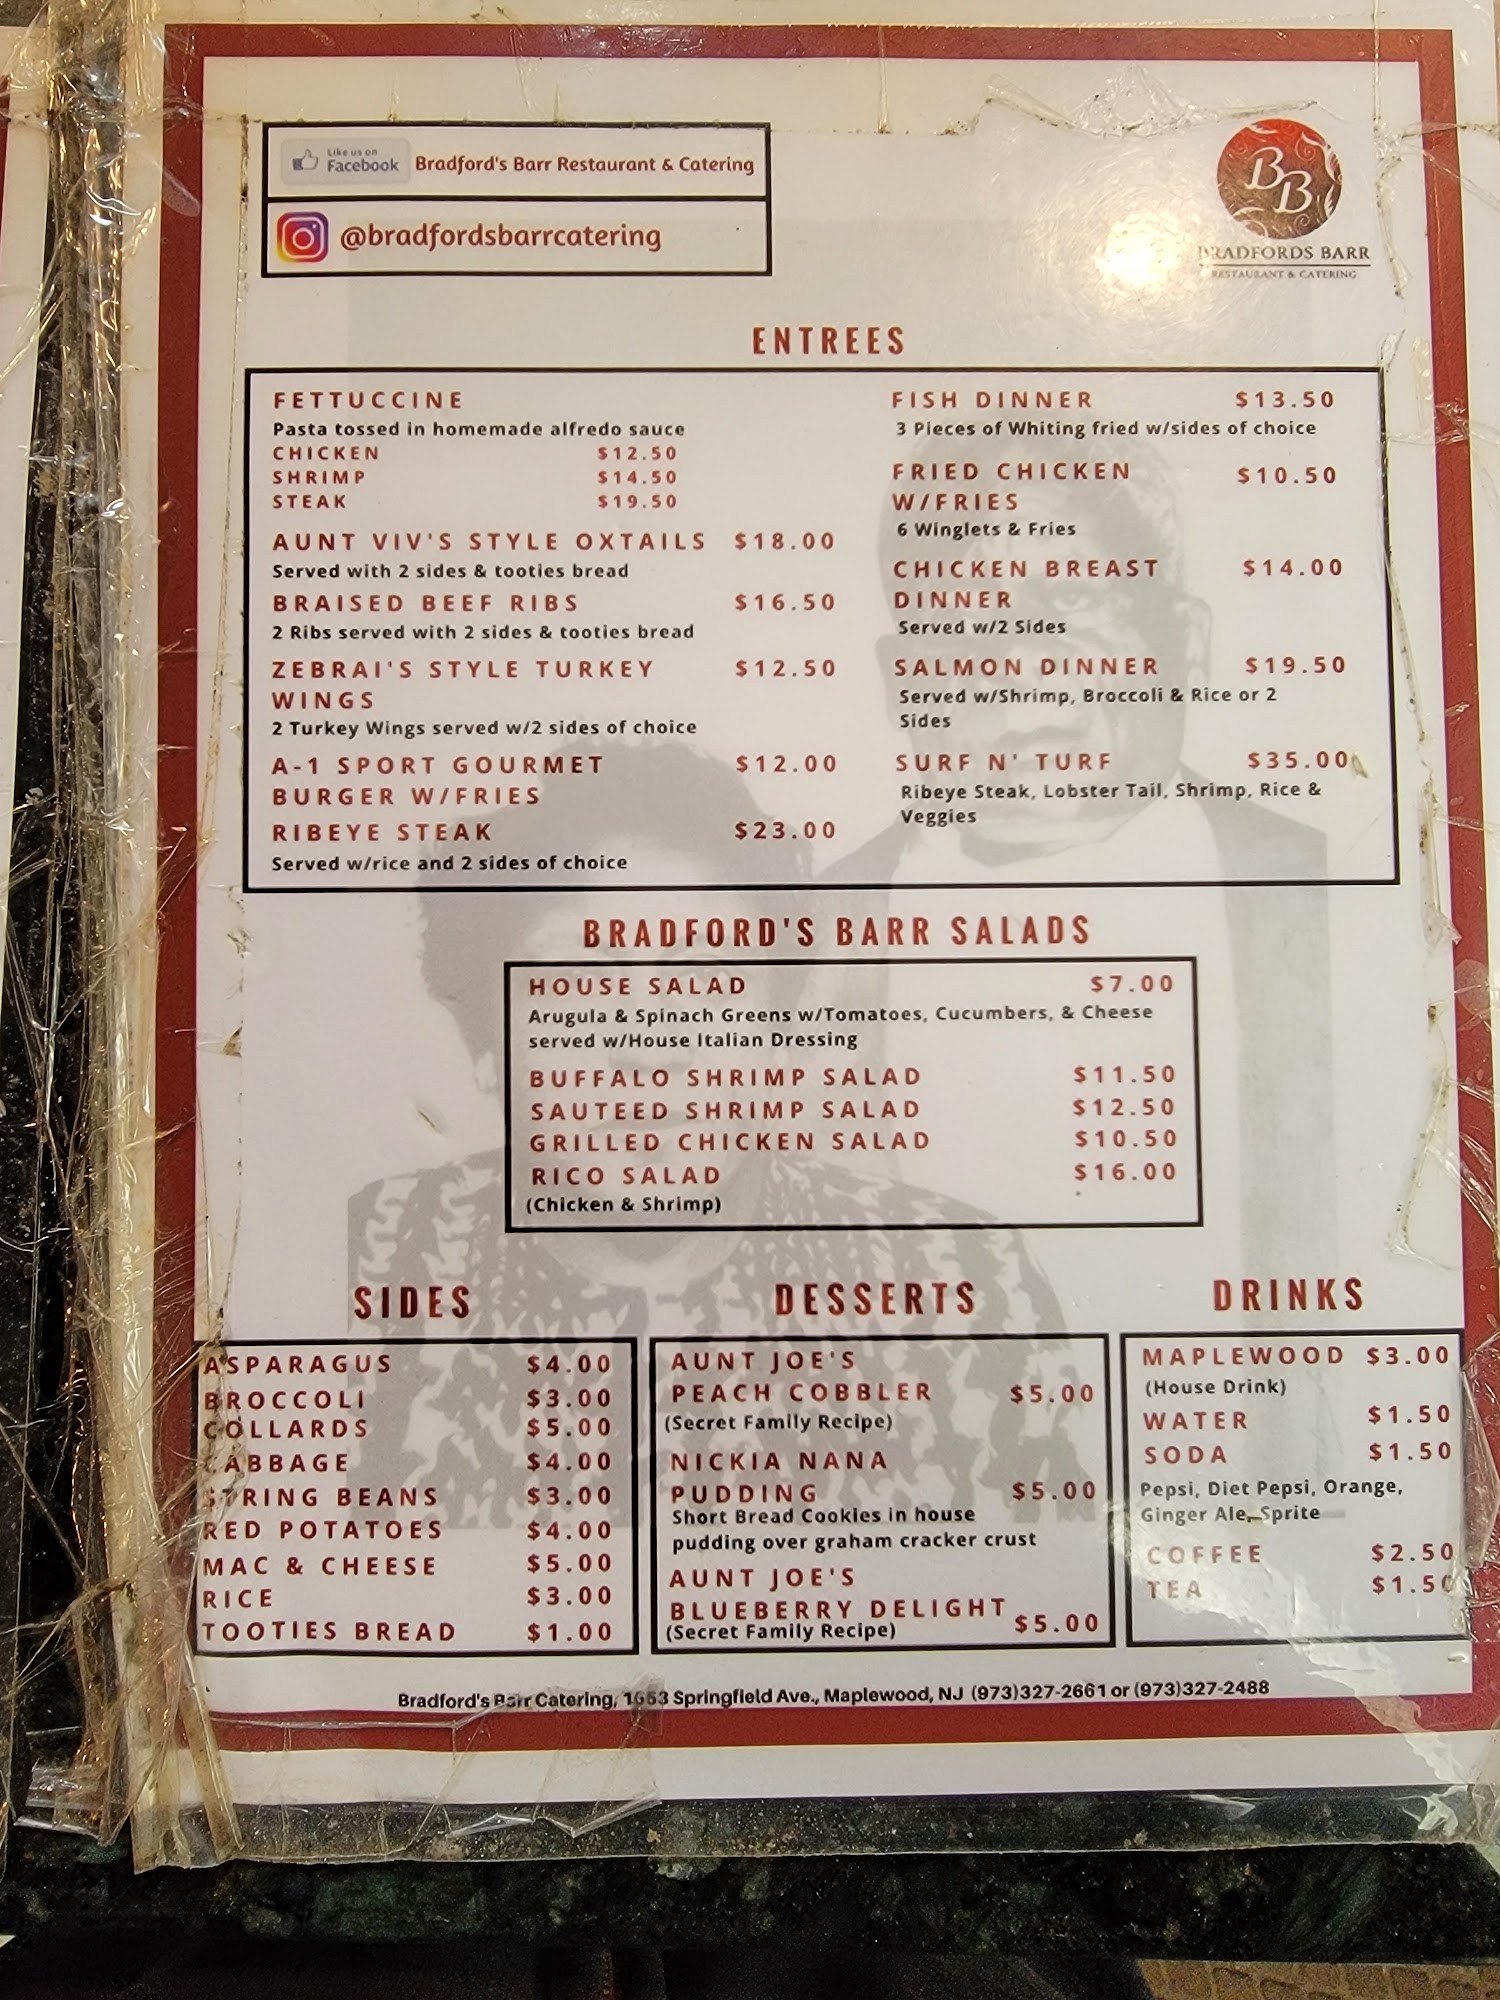 Like us on
Facebook Bradford's Barr Restaurant & Catering
@bradfordsbarrcatering
BB
BRADFORDS BARR
RESTAURANT & CATERING
ENTREES
FETTUCCINE
Pasta tossed in homemade alfredo sauce
CHICKEN $12.50
SHRIMP $14.50
STEAK $19.50
AUNT VIV'S STYLE OXTAILS $18.00
Served with 2 sides & tooties bread
BRAISED BEEF RIBS $16.50
2 Ribs served with 2 sides & tooties bread
ZEBRAI'S STYLE TURKEY $12.50
WINGS
2 Turkey Wings served w/2 sides of choice
A-1 SPORT GOURMET $12.00
BURGER W/FRIES
RIBEYE STEAK $23.00
Served w/rice and 2 sides of choice
FISH DINNER $13.50
3 Pieces of Whiting fried w/sides of choice
FRIED CHICKEN $10.50
W/FRIES
6 Winglets & Fries
CHICKEN BREAST $14.00
DINNER
Served w/2 Sides
SALMON DINNER $19.50
Served w/Shrimp, Broccoli & Rice or 2
Sides
SURF N' TURF $35.00
Ribeye Steak, Lobster Tail, Shrimp, Rice &
Veggies
BRADFORD'S BARR SALADS
HOUSE SALAD $7.00
Arugula & Spinach Greens w/Tomatoes, Cucumbers, & Cheese
served w/House Italian Dressing
BUFFALO SHRIMP SALAD $11.50
SAUTEED SHRIMP SALAD $12.50
GRILLED CHICKEN SALAD $10.50
RICO SALAD $16.00
(Chicken & Shrimp)
SIDES
ASPARAGUS $4.00
BROCCOLI $3.00
COLLARDS $5.00
CABBAGE $4.00
STRING BEANS $3.00
RED POTATOES $4.00
MAC & CHEESE $5.00
RICE $3.00
TOOTIES BREAD $1.00
DESSERTS
AUNT JOE'S
PEACH COBBLER $5.00
(Secret Family Recipe)
NICKIA NANA
PUDDING $5.00
Short Bread Cookies in house
pudding over graham cracker crust
AUNT JOE'S
BLUEBERRY DELIGHT $5.00
(Secret Family Recipe)
DRINKS
MAPLEWOOD $3.00
(House Drink)
WATER $1.50
SODA $1.50
Pepsi, Diet Pepsi, Orange,
Ginger Ale, Sprite
COFFEE $2.50
TEA $1.50
Bradford's Barr Catering, 1653 Springfield Ave., Maplewood, NJ (973)327-2661 or (973)327-2488